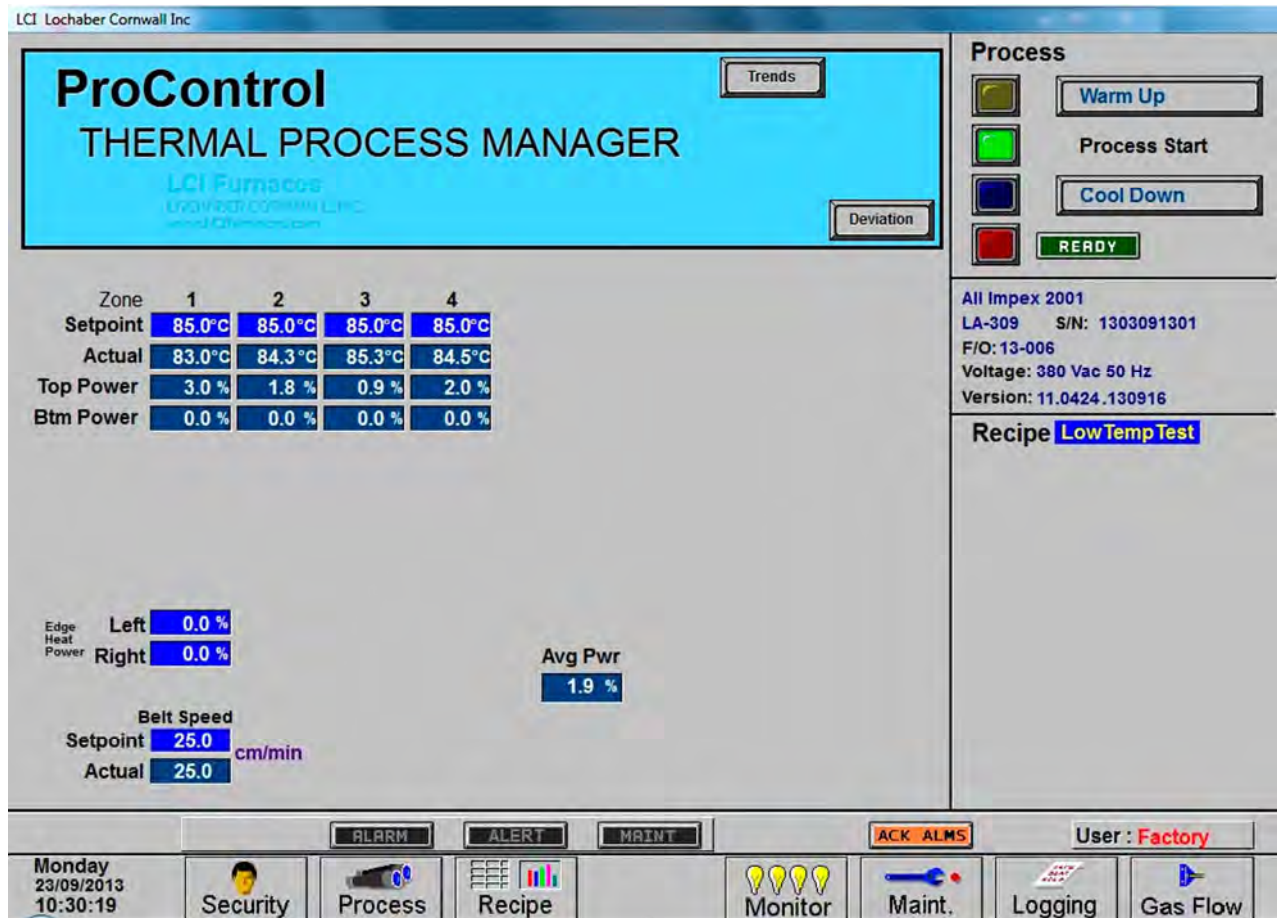 LCI Lochaber Cornwall Inc
ProControl
THERMAL PROCESS MANAGER
LCI Furnaces
Trends
Deviation
Process
Warm Up
Process Start
Cool Down
READY
All Impex 2001
LA-309 S/N: 1303091301
F/O: 13-006
Voltage: 380 Vac 50 Hz
Version: 11.0424.130916
Recipe LowTempTest
Zone 1 2 3 4
Setpoint 85.0°C 85.0°C 85.0°C 85.0°C
Actual 83.0°C 84.3°C 85.3°C 84.5°C
Top Power 3.0 % 1.8 % 0.9 % 2.0 %
Btm Power 0.0 % 0.0 % 0.0 % 0.0 %
Edge Heat Power
Left 0.0 %
Right 0.0 %
Avg Pwr
1.9 %
Belt Speed
Setpoint 25.0
cm/min
Actual 25.0
ALARM ALERT MAINT ACK ALMS User : Factory
Monday
23/09/2013
10:30:19
Security Process Recipe Monitor Maint. Logging Gas Flow